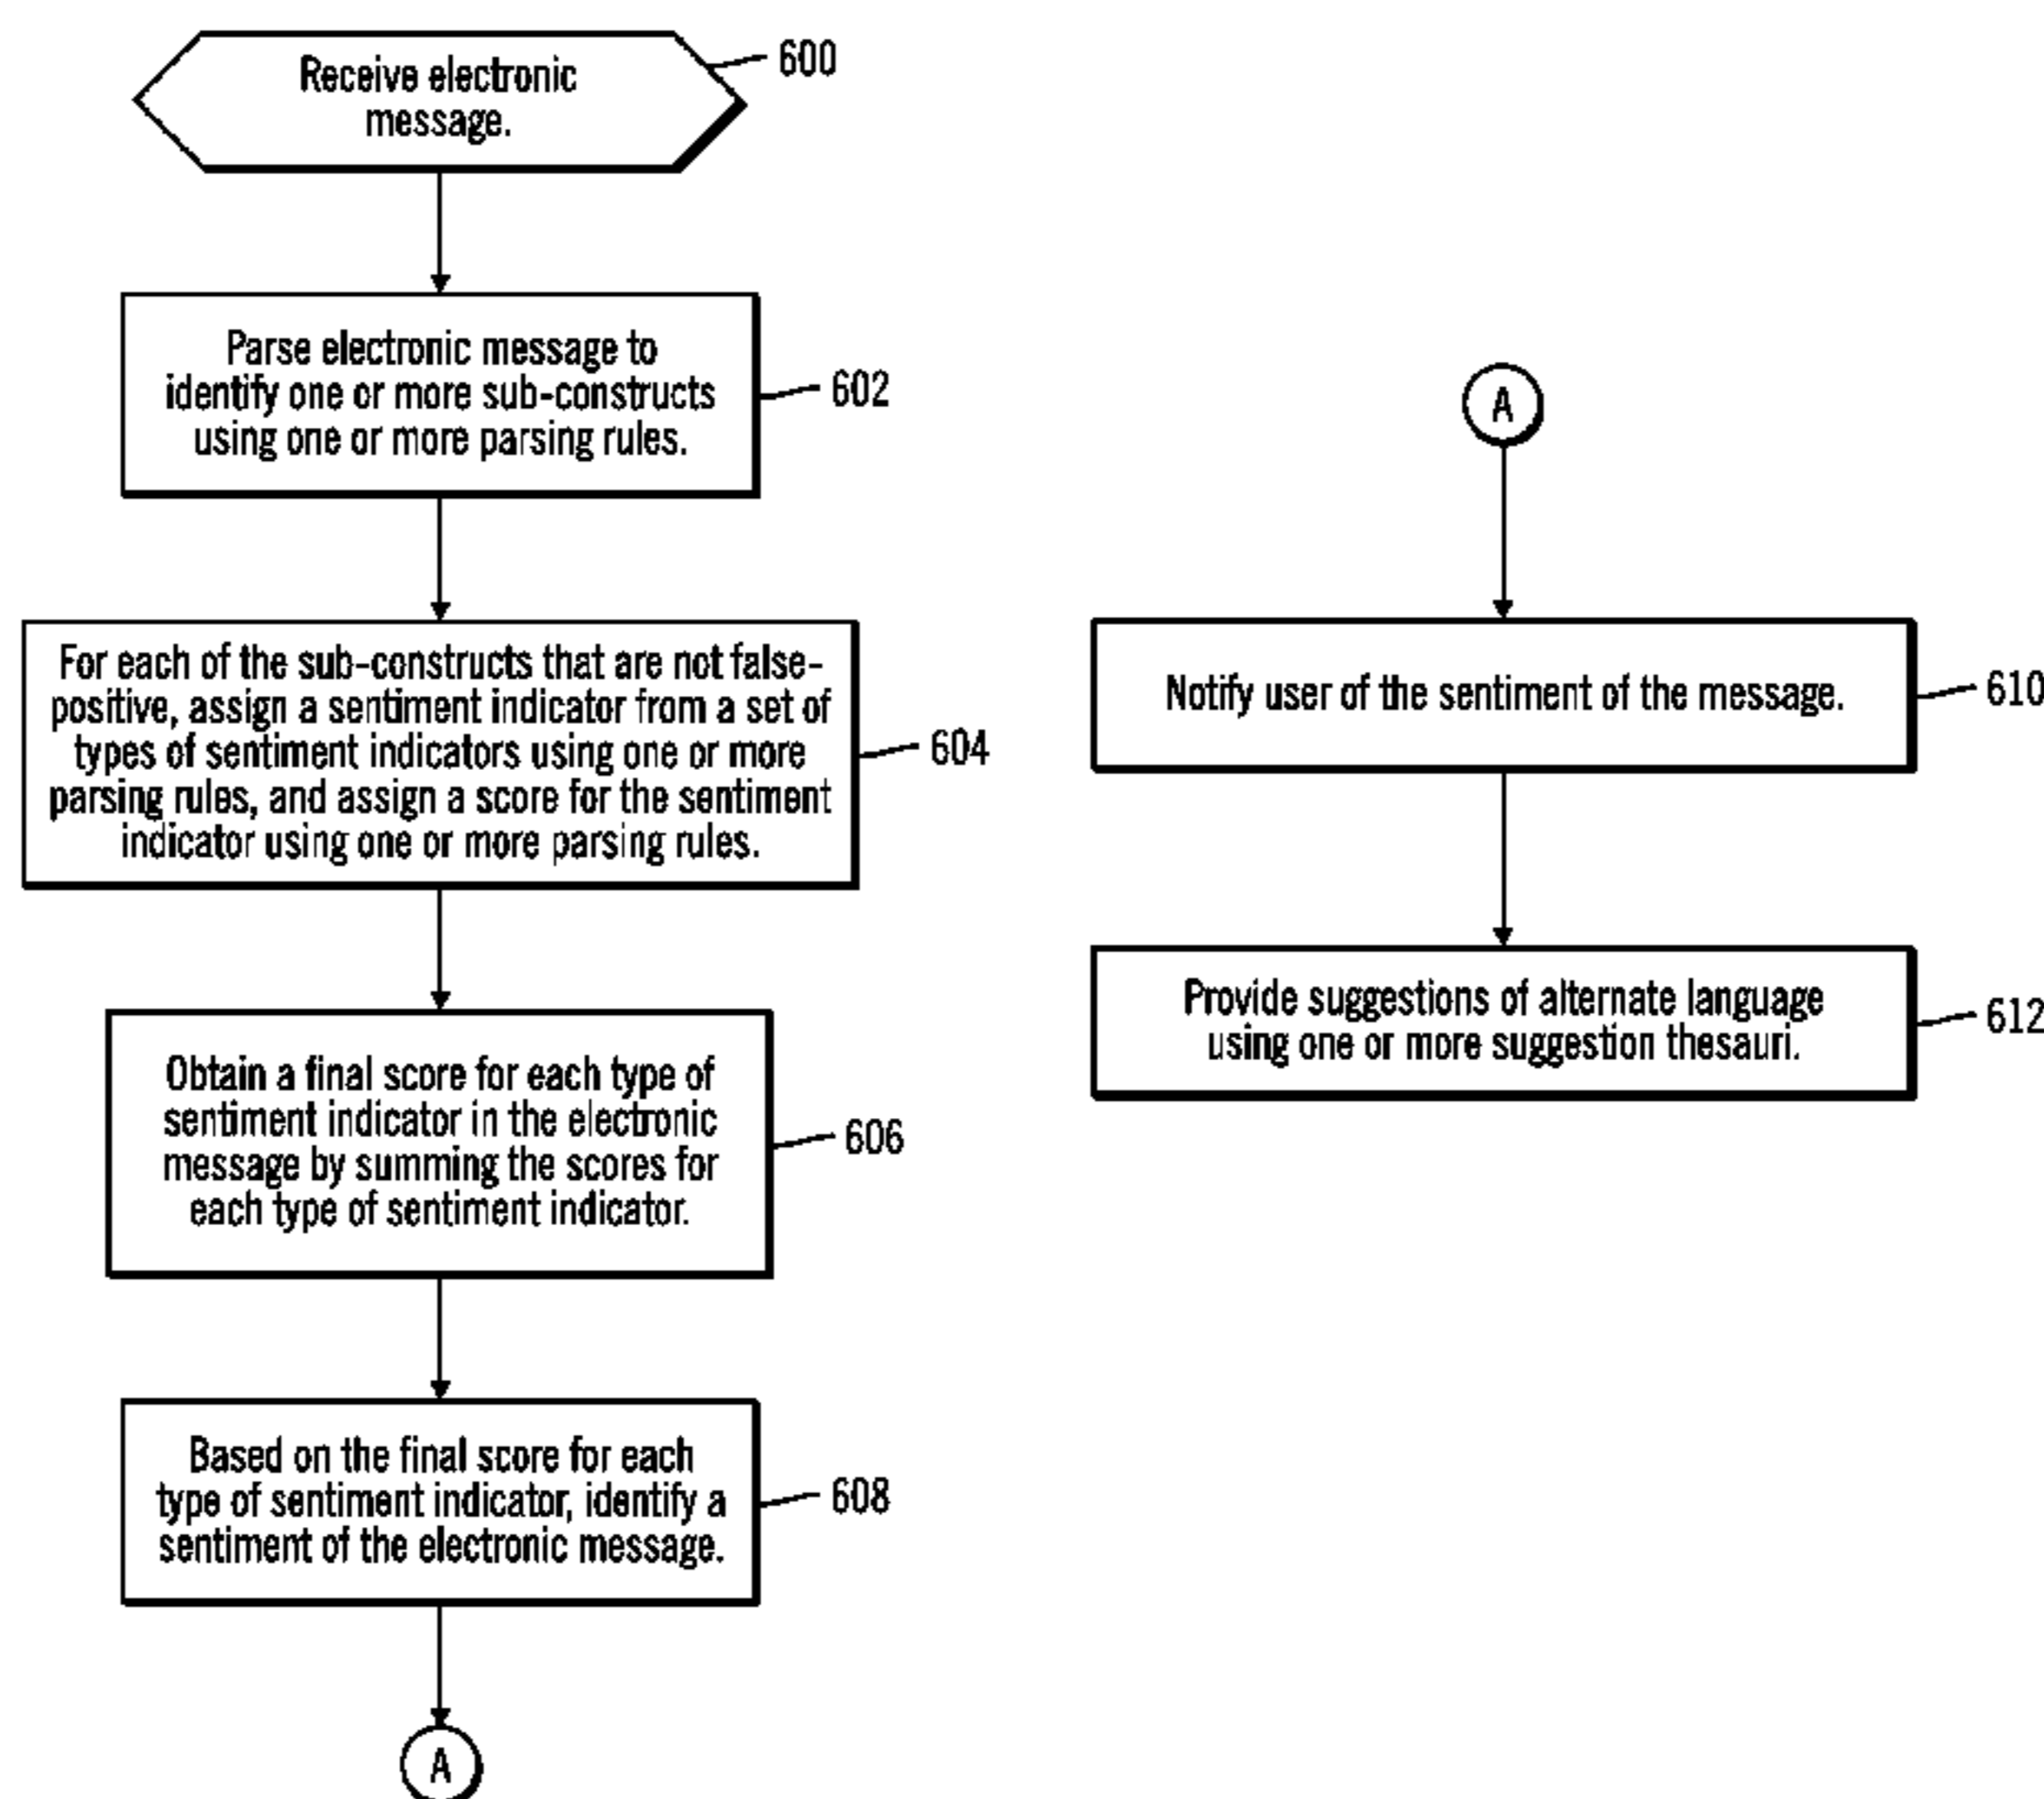 Receive electronic
message.
600
Parse electronic message to
identify one or more sub-constructs
using one or more parsing rules.
602
For each of the sub-constructs that are not false-
positive, assign a sentiment indicator from a set of
types of sentiment indicators using one or more
parsing rules, and assign a score for the sentiment
indicator using one or more parsing rules.
604
Obtain a final score for each type of
sentiment indicator in the electronic
message by summing the scores for
each type of sentiment indicator.
606
Based on the final score for each
type of sentiment indicator, identify a
sentiment of the electronic message.
608
A
A
Notify user of the sentiment of the message.
610
Provide suggestions of alternate language
using one or more suggestion thesauri.
612